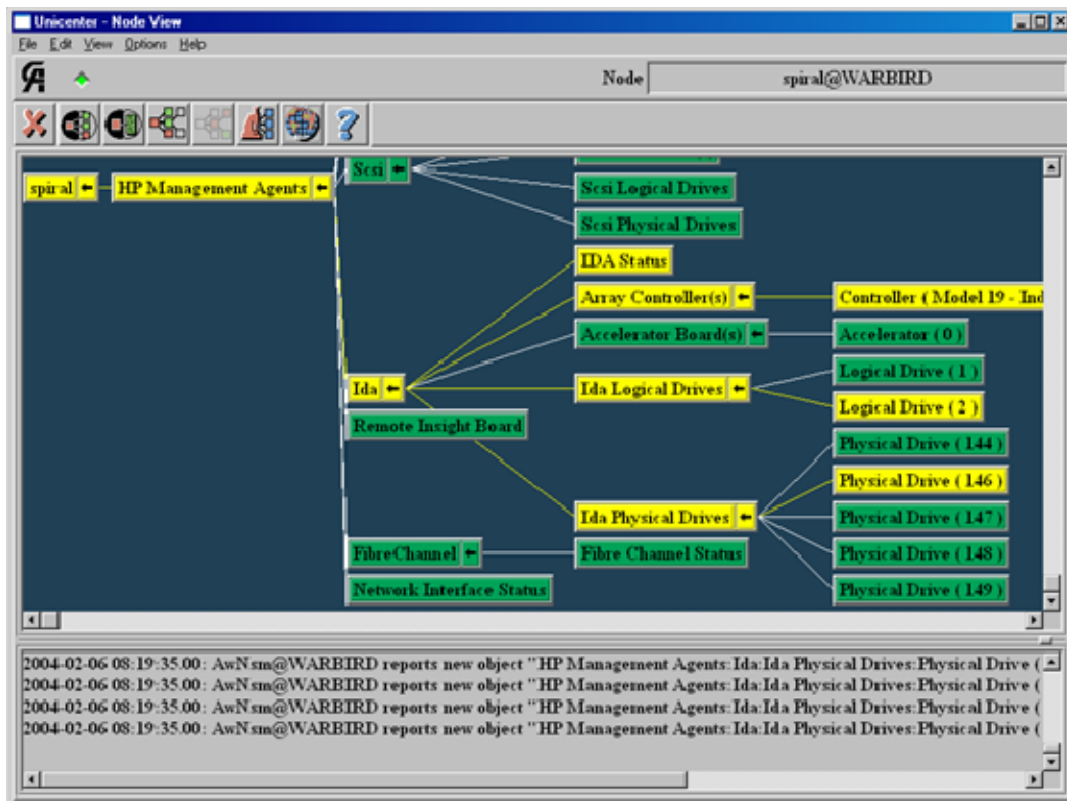 Unicenter - Node View
File Edit View Options Help
Node spiral@WARBIRD
spiral
HP Management Agents
Scsi
Scsi Logical Drives
Scsi Physical Drives
IDA Status
Array Controller(s)
Controller ( Model 19 - Ind
Accelerator Board(s)
Accelerator ( 0 )
Logical Drive ( 1 )
Ida
Ida Logical Drives
Logical Drive ( 2 )
Remote Insight Board
Physical Drive ( 1.44 )
Physical Drive ( 1.46 )
Ida Physical Drives
Physical Drive ( 1.47 )
FibreChannel
Fibre Channel Status
Physical Drive ( 1.48 )
Network Interface Status
Physical Drive ( 1.49 )
2004-02-06 08:19:35.00 : AwNsm@WARBIRD reports new object "HP Management Agents:Ida:Ida Physical Drives:Physical Drive (
2004-02-06 08:19:35.00 : AwNsm@WARBIRD reports new object "HP Management Agents:Ida:Ida Physical Drives:Physical Drive (
2004-02-06 08:19:35.00 : AwNsm@WARBIRD reports new object "HP Management Agents:Ida:Ida Physical Drives:Physical Drive (
2004-02-06 08:19:35.00 : AwNsm@WARBIRD reports new object "HP Management Agents:Ida:Ida Physical Drives:Physical Drive (